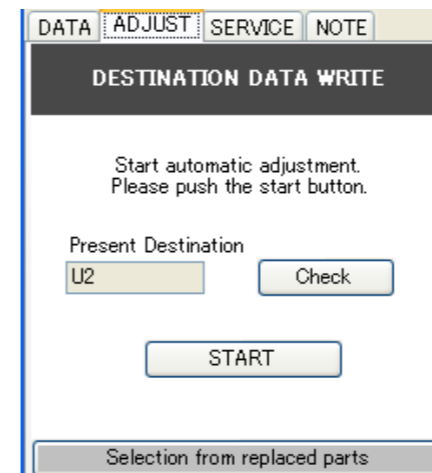 DATA ADJUST SERVICE NOTE
DESTINATION DATA WRITE
Start automatic adjustment.
Please push the start button.
Present Destination
U2 Check
START
Selection from replaced parts